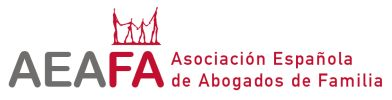 AEAFA
Asociación Española
de Abogados de Familia